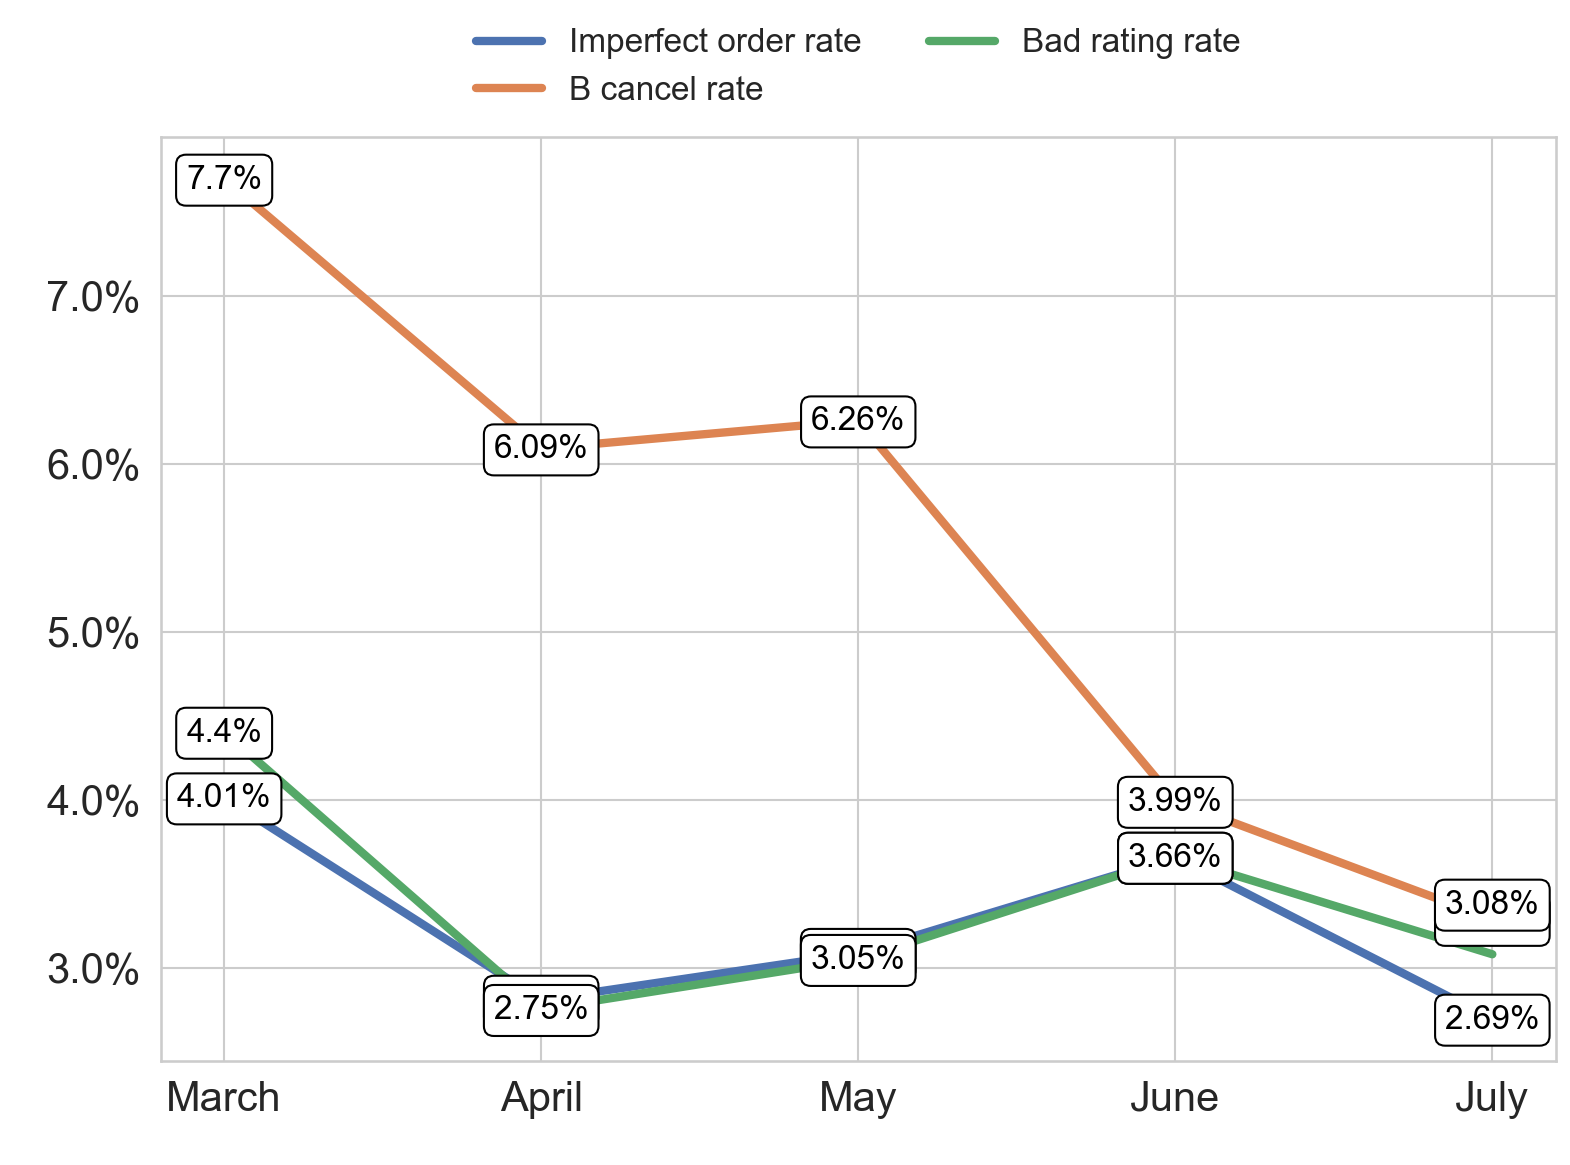 Imperfect order rate
Bad rating rate
B cancel rate
7.7%
7.0%
6.26%
6.09%
6.0%
5.0%
4.4%
4.01%
4.0%
3.99%
3.66%
3.08%
3.05%
3.0%
2.75%
2.69%
March
April
May
June
July